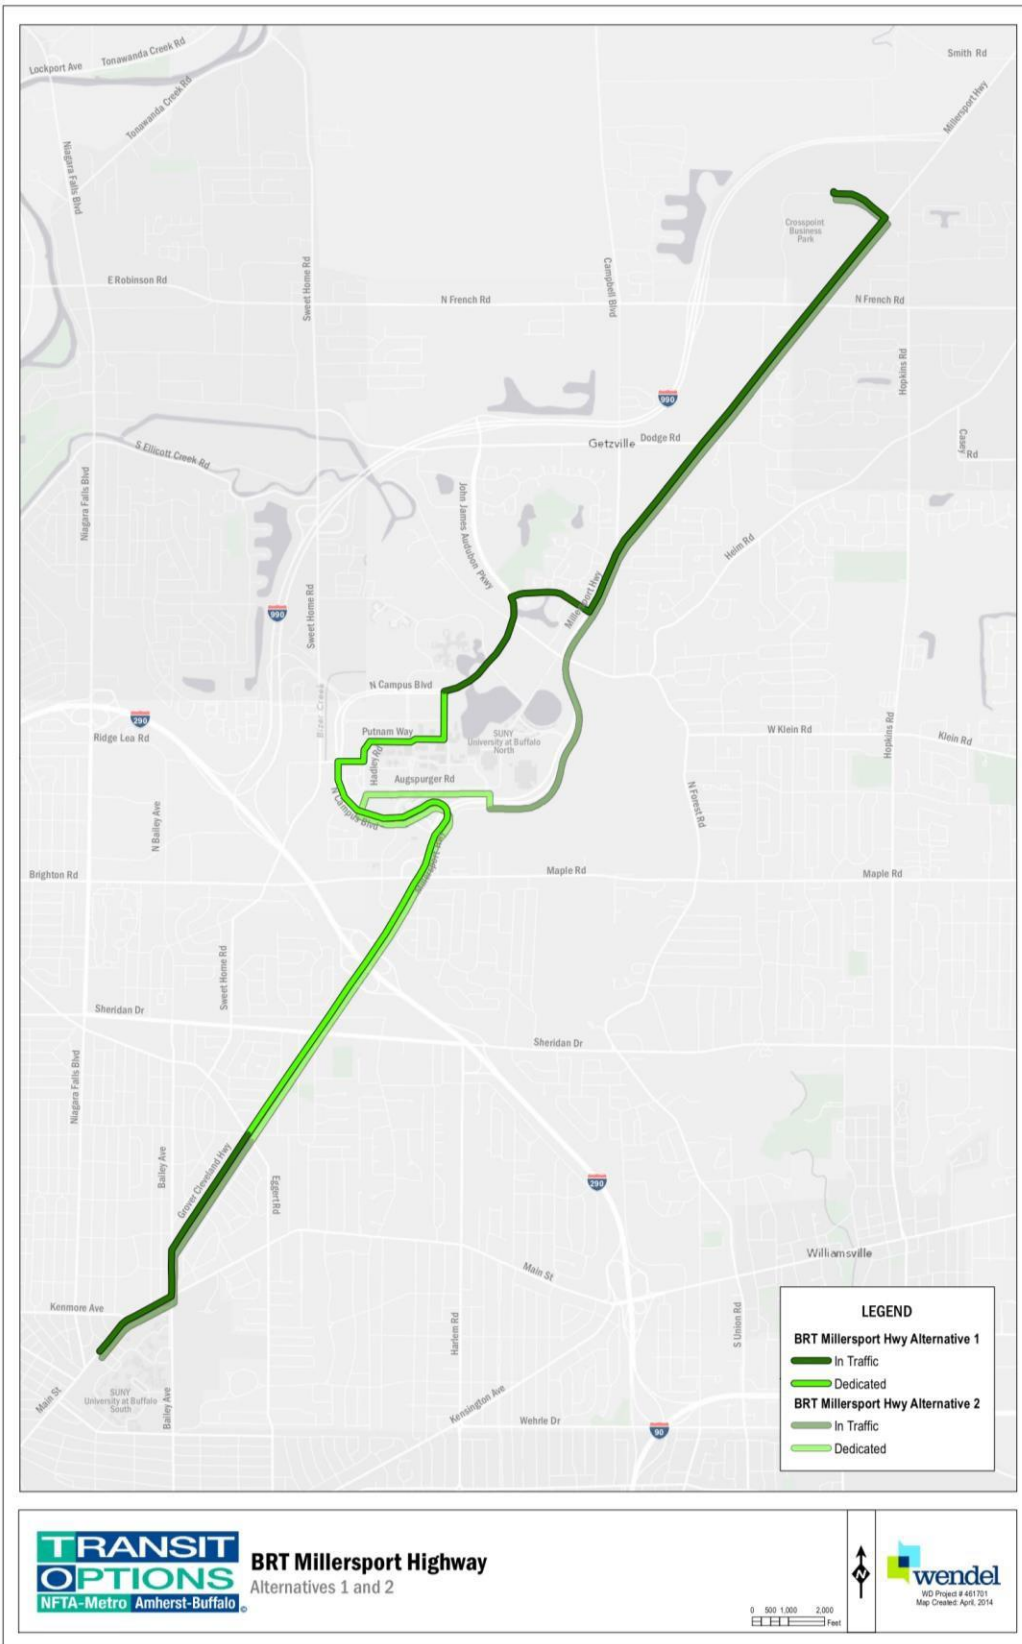 Smith Rd
Tonawanda Creek Rd
Lockport Ave
Tonawanda Creek Rd
Millersport Hwy
Niagara Falls Blvd
Crosspoint
Business
Park
Sweet Home Rd
Campbell Blvd
E Robinson Rd
N French Rd
N French Rd
Hopkins Rd
990
Getzville
Dodge Rd
Casey
Rd
S Ellicott Creek Rd
Niagara Falls Blvd
John James Audubon Pkwy
Heim Rd
Millersport Hwy
990
Sweet Home Rd
N Campus Blvd
290
Ridge Lea Rd
Putnam Way
SUNY
University at Buffalo
North
W Klein Rd
Hopkins Rd
Klein Rd
Hadley Rd
Augspurger Rd
N Campus Blvd
N Forest Rd
N Bailey Ave
Millersport Hwy
Brighton Rd
Maple Rd
Maple Rd
Sweet Home Rd
Sheridan Dr
Sheridan Dr
Niagara Falls Blvd
Bailey Ave
Grover Cleveland Hwy
Eggert Rd
290
Williamsville
Main St
Kenmore Ave
Harlem Rd
S Union Rd
Main St
SUNY
University at Buffalo
South
Bailey Ave
Kensington Ave
Wehrle Dr
90
LEGEND
BRT Millersport Hwy Alternative 1
In Traffic
Dedicated
BRT Millersport Hwy Alternative 2
In Traffic
Dedicated
TRANSIT
OPTIONS
NFTA-Metro Amherst-Buffalo ©
BRT Millersport Highway
Alternatives 1 and 2
0 500 1,000 2,000
Feet
N
wendel
WD Project # 461701
Map Created: April, 2014